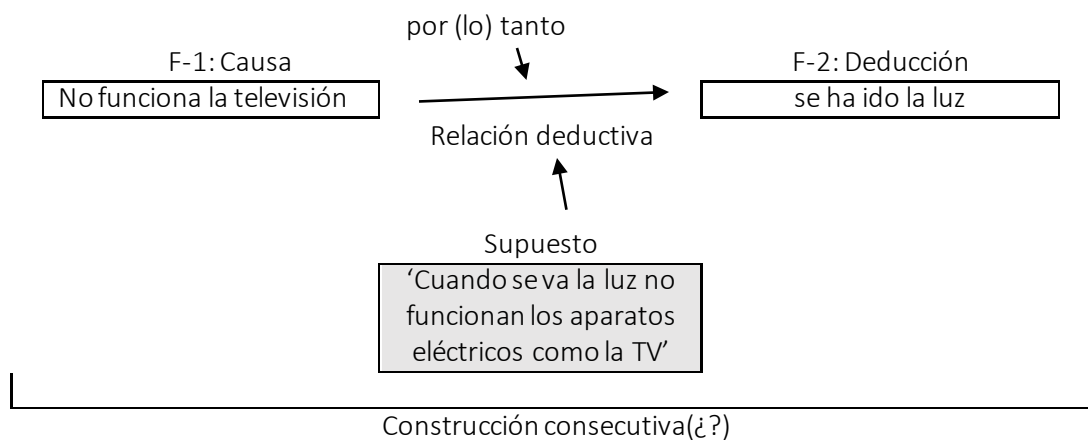 por (lo) tanto
F-1: Causa
F-2: Deducción
No funciona la televisión
se ha ido la luz
Relación deductiva
Supuesto
‘Cuando se va la luz no
funcionan los aparatos
eléctricos como la TV’
Construcción consecutiva(¿?)